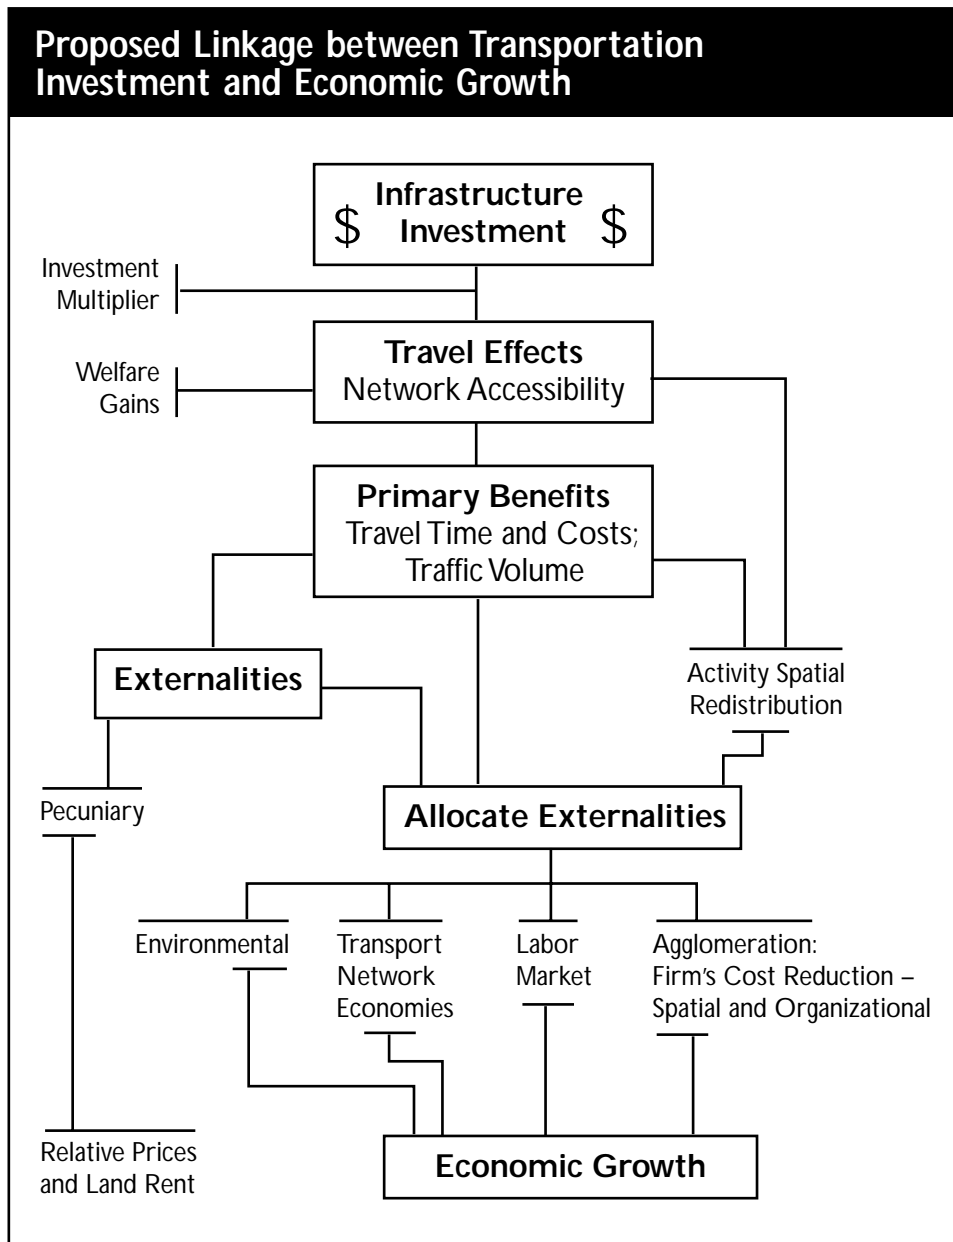 Proposed Linkage between Transportation
Investment and Economic Growth
Infrastructure
$ Investment $
Investment
Multiplier
Travel Effects
Network Accessibility
Welfare
Gains
Primary Benefits
Travel Time and Costs;
Traffic Volume
Externalities
Activity Spatial
Redistribution
Pecuniary
Allocate Externalities
Environmental
Transport
Network
Economies
Labor
Market
Agglomeration:
Firm's Cost Reduction –
Spatial and Organizational
Relative Prices
and Land Rent
Economic Growth